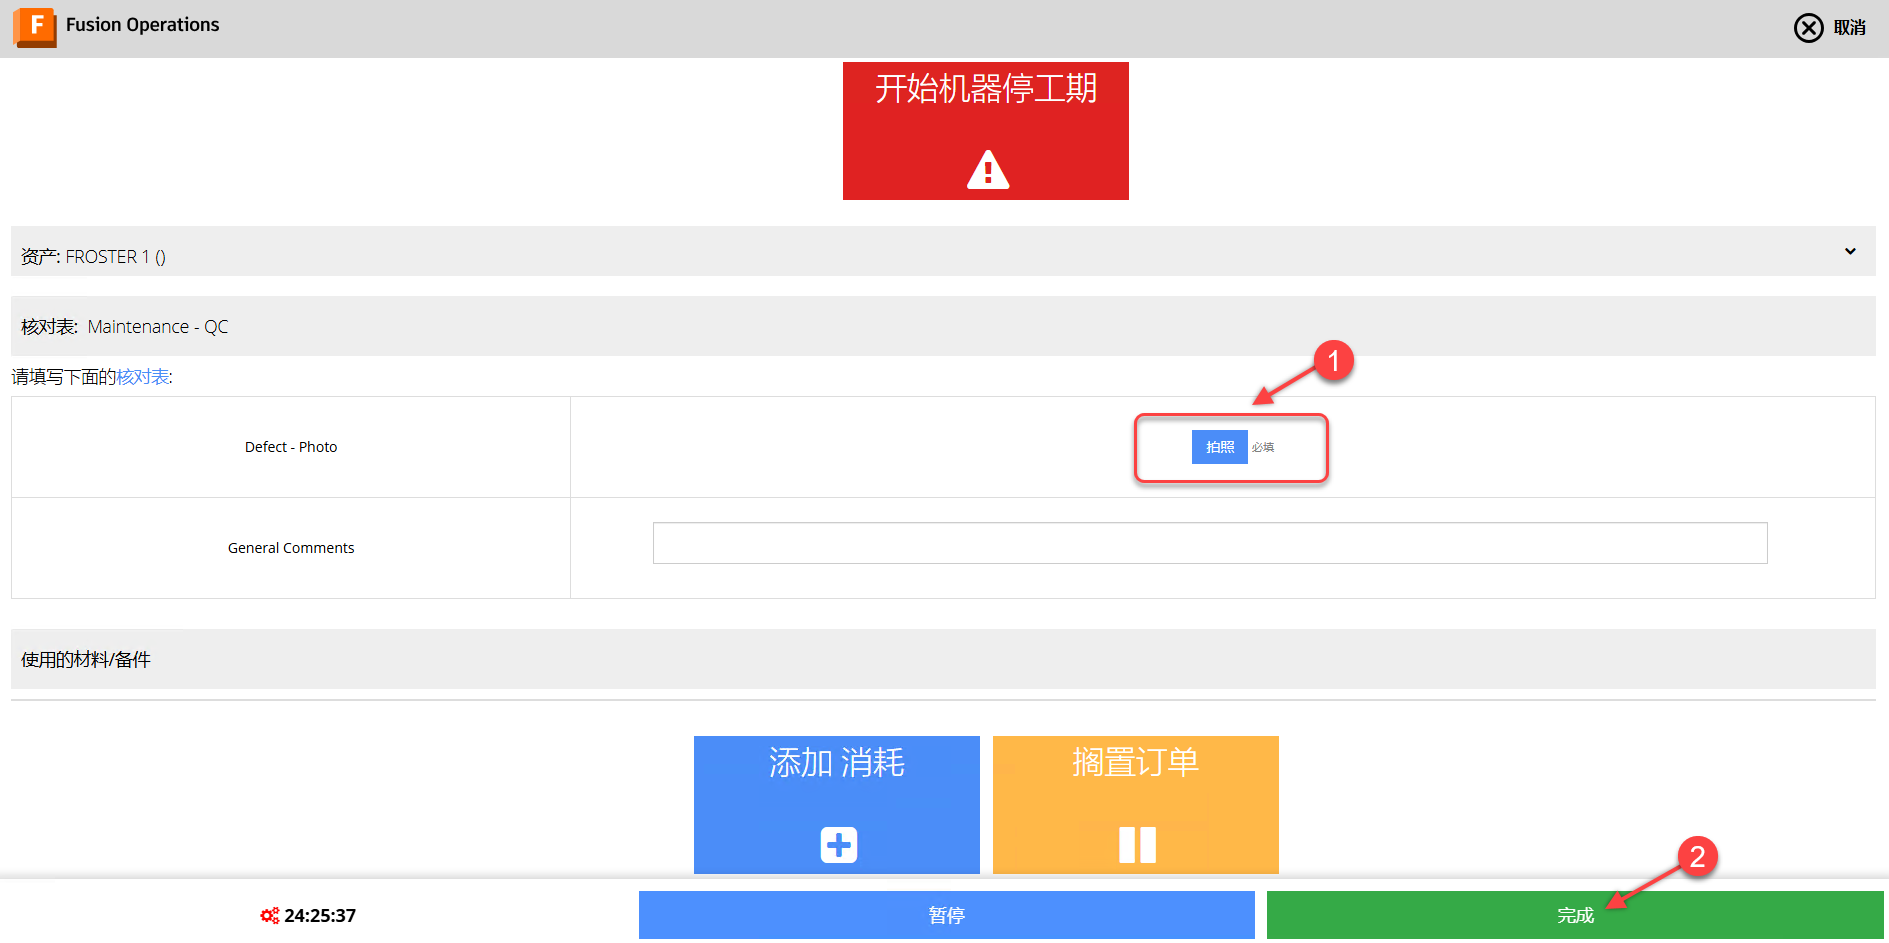 F Fusion Operations
取消
开始机器停工期
资产: FROSTER 1 ()
核对表: Maintenance - QC
1
请填写下面的核对表:
Defect - Photo
拍照 必填
General Comments
使用的材料/备件
添加 消耗
搁置订单
2
24:25:37
暂停
完成